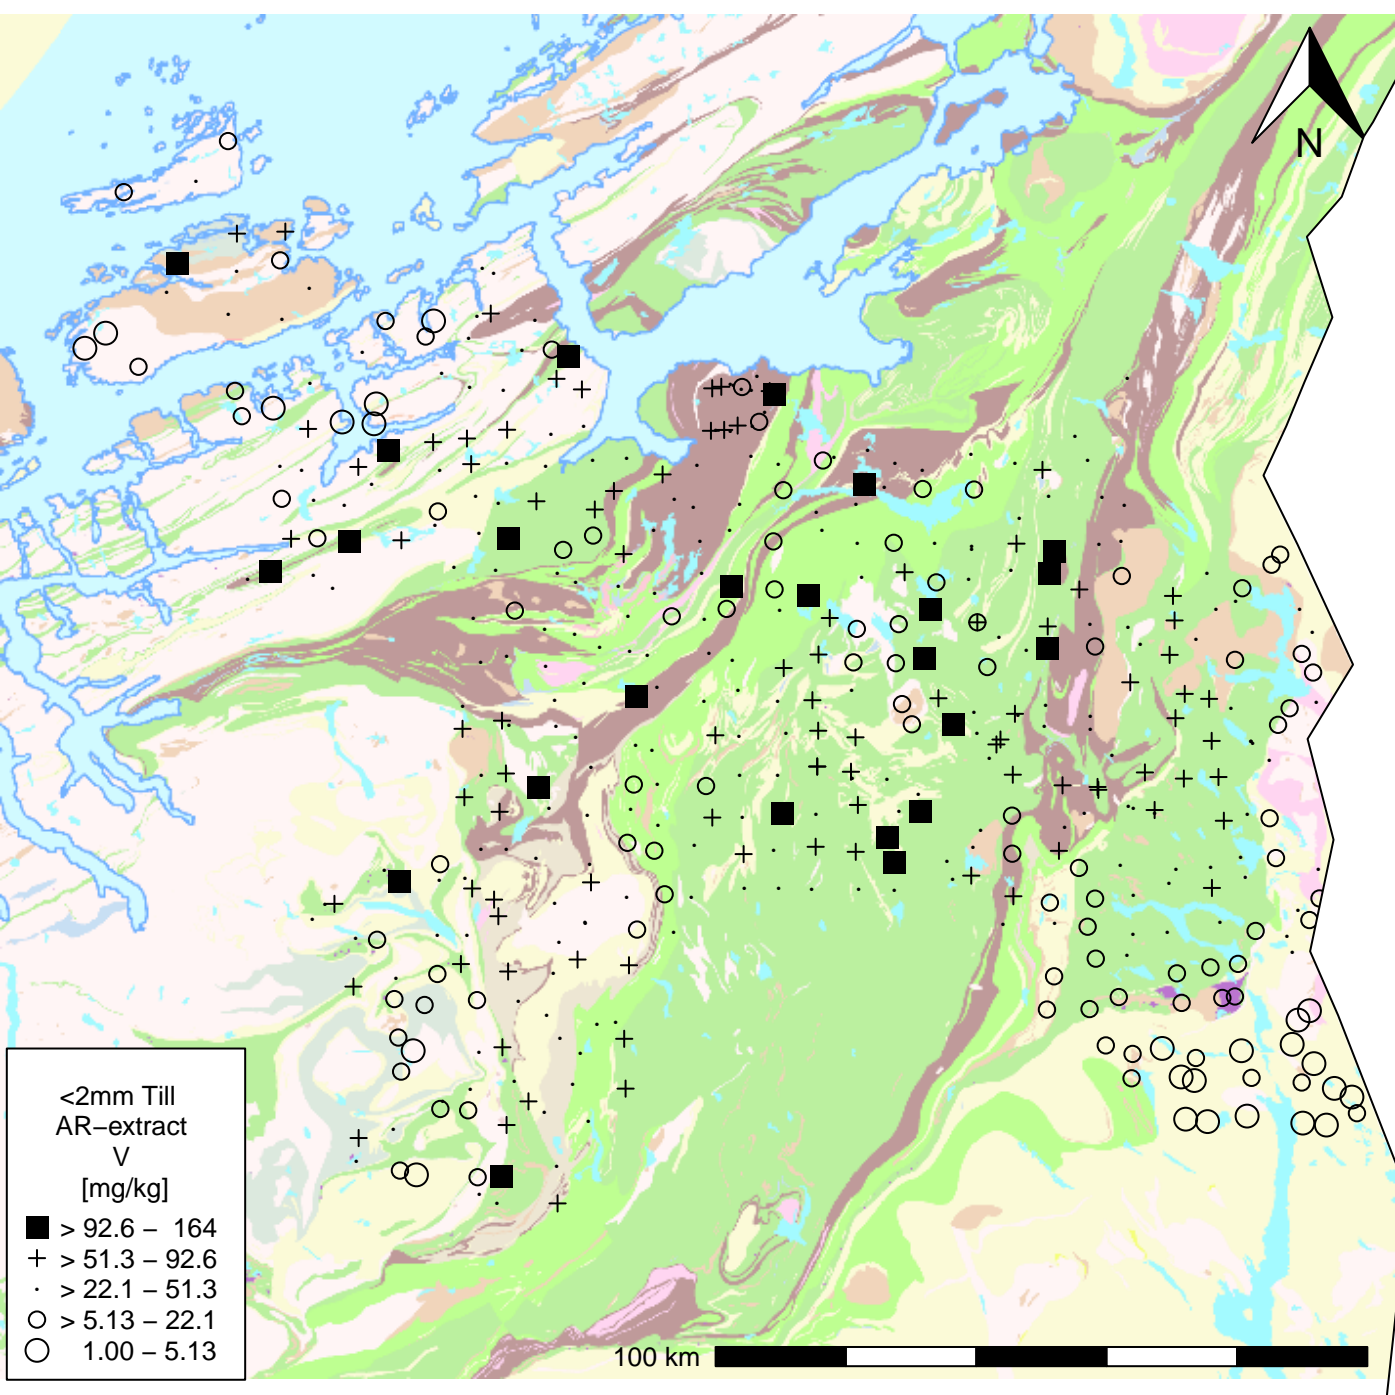 N
<2mm Till
AR−extract
V
[mg/kg]
> 92.6 − 164
> 51.3 − 92.6
> 22.1 − 51.3
> 5.13 − 22.1
1.00 − 5.13
100 km